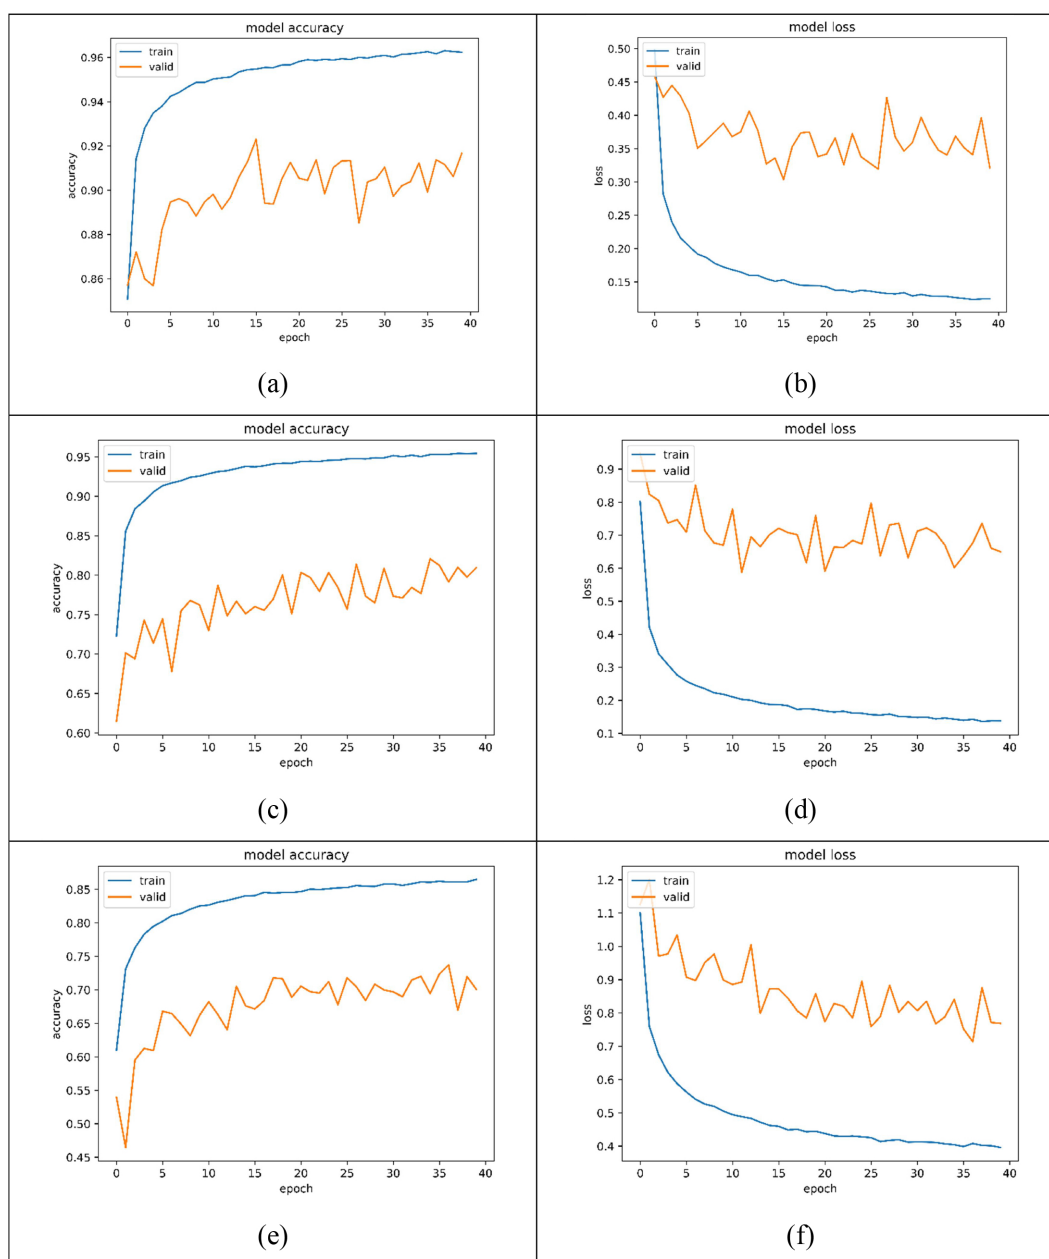 model accuracy
train
valid
0.96
0.94
0.92
0.90
0.88
0.86
accuracy
0 5 10 15 20 25 30 35 40
epoch
(a)
model loss
train
valid
0.50
0.45
0.40
0.35
0.30
0.25
0.20
0.15
loss
0 5 10 15 20 25 30 35 40
epoch
(b)
model accuracy
train
valid
0.95
0.90
0.85
0.80
0.75
0.70
0.65
0.60
accuracy
0 5 10 15 20 25 30 35 40
epoch
(c)
model loss
train
valid
0.9
0.8
0.7
0.6
0.5
0.4
0.3
0.2
0.1
loss
0 5 10 15 20 25 30 35 40
epoch
(d)
model accuracy
train
valid
0.85
0.80
0.75
0.70
0.65
0.60
0.55
0.50
0.45
accuracy
0 5 10 15 20 25 30 35 40
epoch
(e)
model loss
train
valid
1.2
1.1
1.0
0.9
0.8
0.7
0.6
0.5
0.4
loss
0 5 10 15 20 25 30 35 40
epoch
(f)